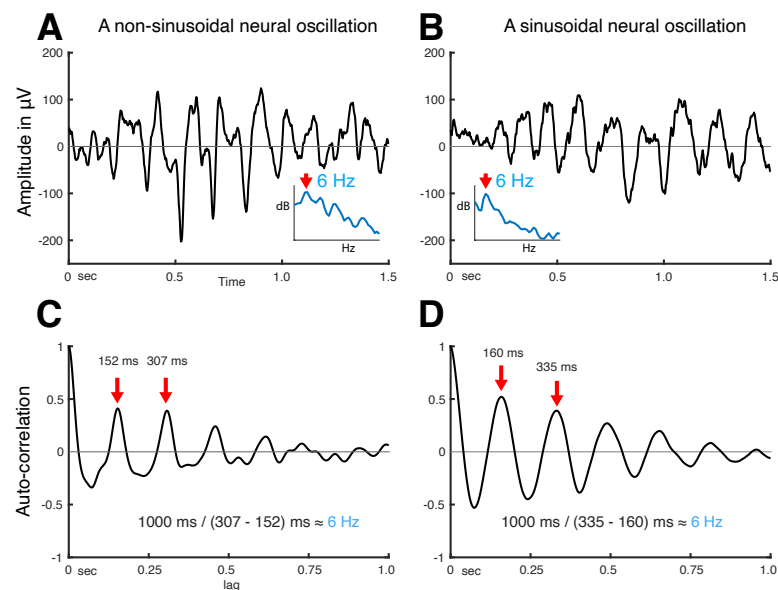 A
A non-sinusoidal neural oscillation
B
A sinusoidal neural oscillation
Amplitude in µV
200
100
0
-100
-200
6 Hz
dB
Hz
0 sec
0.5
1.0
1.5
Time
200
100
0
-100
-200
6 Hz
dB
Hz
0 sec
0.5
1.0
1.5
C
D
Auto-correlation
1
0.5
0
-0.5
-1
152 ms
307 ms
1000 ms / (307 - 152) ms ≈ 6 Hz
0 sec
0.25
0.5
0.75
1.0
lag
1
0.5
0
-0.5
-1
160 ms
335 ms
1000 ms / (335 - 160) ms ≈ 6 Hz
0 sec
0.25
0.5
0.75
1.0